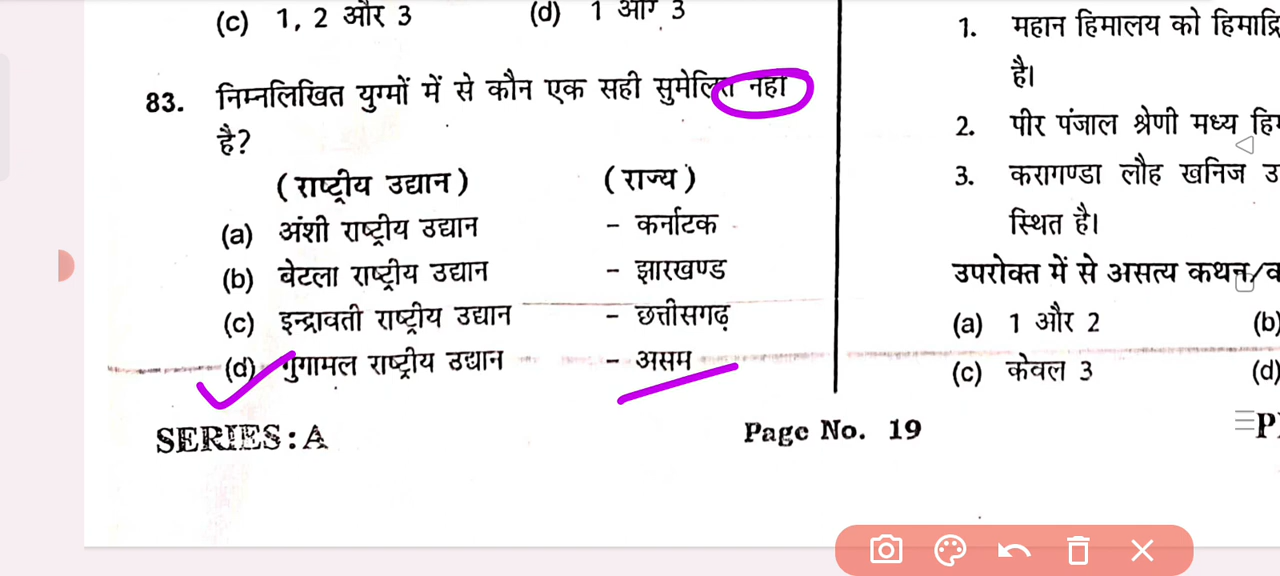 (c) 1, 2 और 3 (d) 1 और 3
83. निम्नलिखित युग्मों में से कौन एक सही सुमेलित नहीं
है?
(राष्ट्रीय उद्यान) (राज्य)
(a) अंशी राष्ट्रीय उद्यान - कर्नाटक
(b) बेटला राष्ट्रीय उद्यान - झारखण्ड
(c) इन्द्रावती राष्ट्रीय उद्यान - छत्तीसगढ़
(d) गुंगामल राष्ट्रीय उद्यान - असम
SERIES : A
Page No. 19
1. महान हिमालय को हिमाद्रि
है।
2. पीर पंजाल श्रेणी मध्य
3. कारागण्डा लौह खनिज
स्थित है।
उपरोक्त में से असत्य कथन/
(a) 1 और 2 (b)
(c) केवल 3 (d)